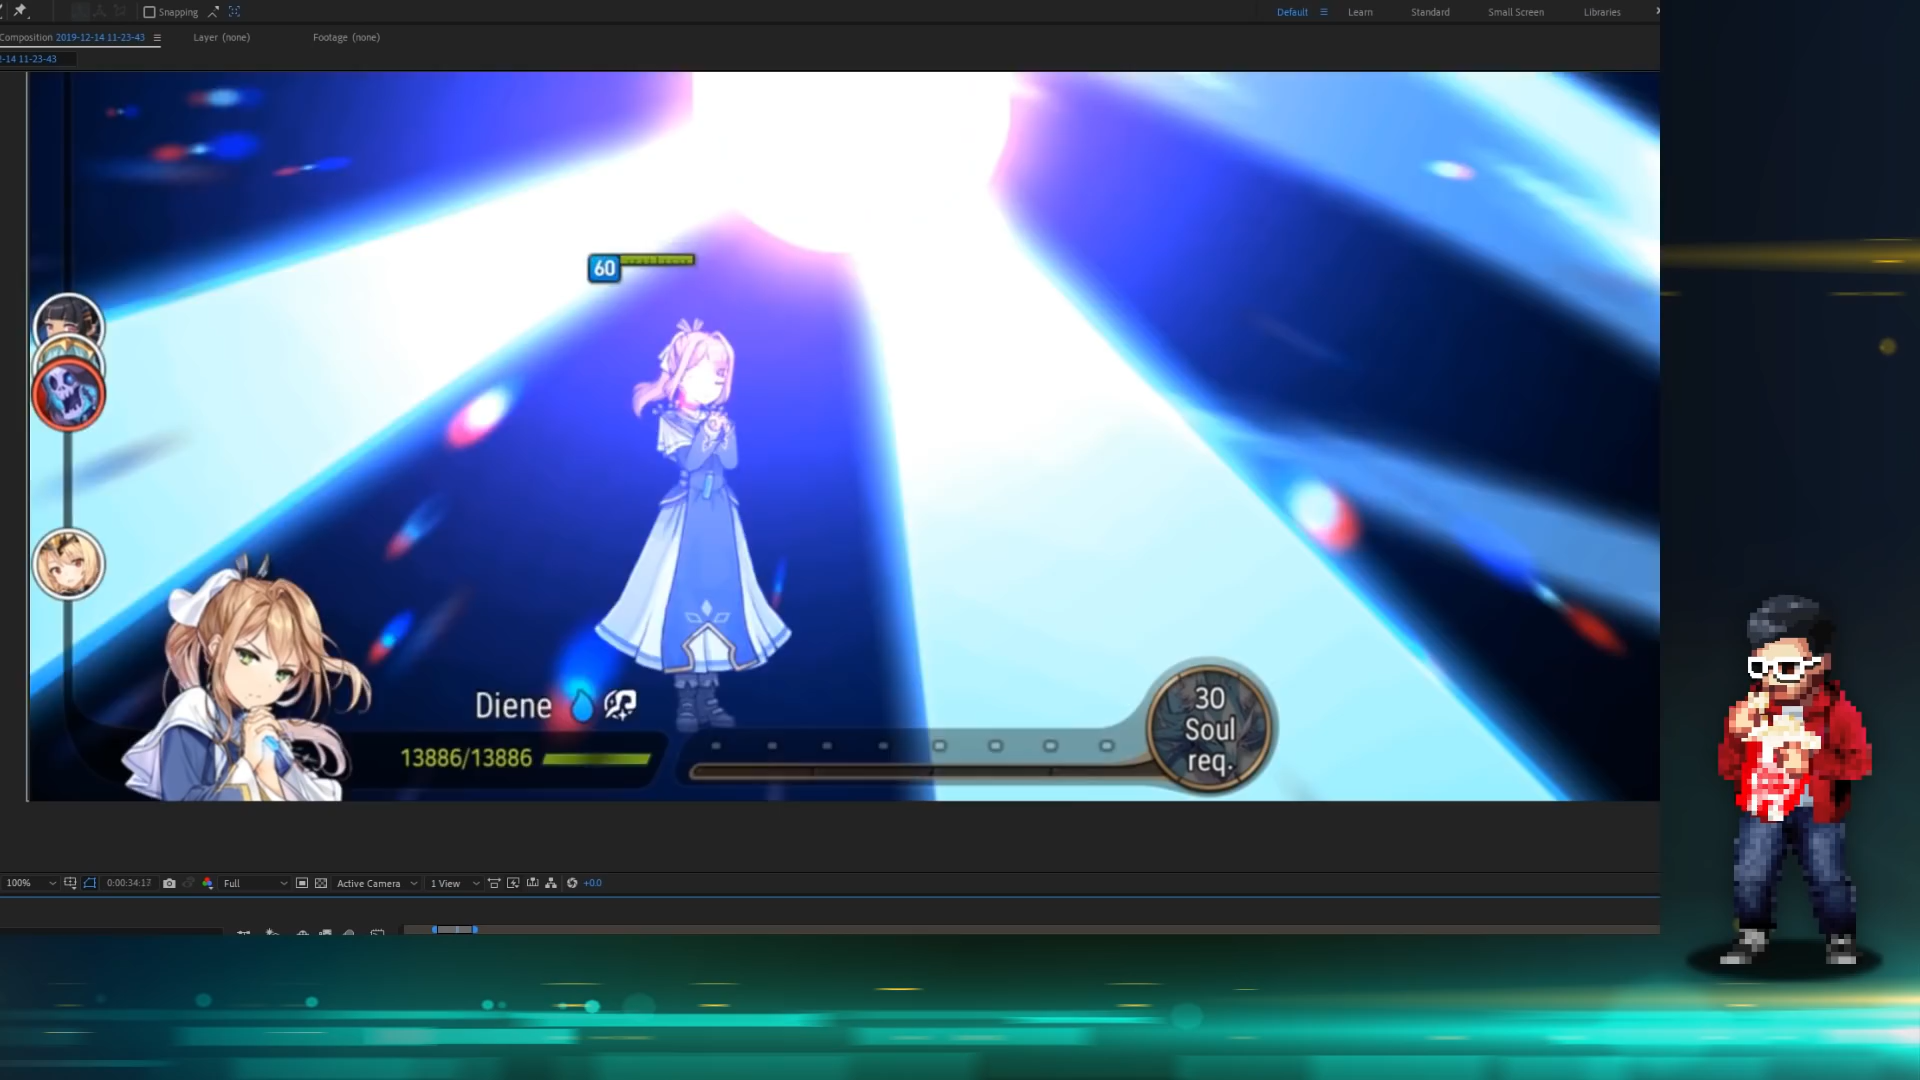 Snapping
Default
Learn
Standard
Small Screen
Libraries
Composition 2019-12-14 11-23-43
Layer (none)
Footage (none)
-14 11-23-43
60
Diene
13886/13886
30
Soul
req.
100%
0:00:34:17
Full
Active Camera
1 View
+0.0